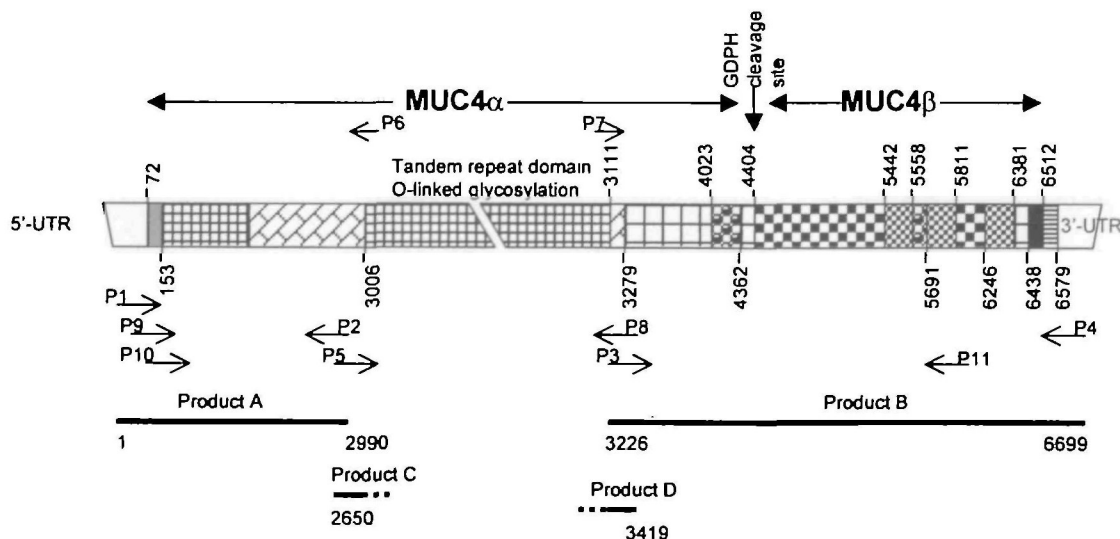 GDPH
cleavage
site
MUC4α
MUC4β
P6
P7
72
Tandem repeat domain
O-linked glycosylation
3111
4023
4404
5442
5558
5811
6381
6512
5'-UTR
3'-UTR
153
3006
3279
4362
5691
6246
6438
6579
P1
P9
P2
P8
P4
P10
P5
P3
P11
Product A
Product B
1
2990
3226
6699
Product C
Product D
2650
3419